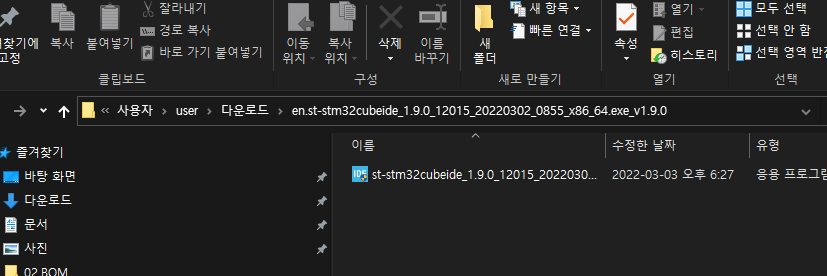 잘라내기
경로 복사
바로 가기 붙여넣기
복사
붙여넣기
찾기에
고정
클립보드
이동
위치
복사
위치
삭제
이름
바꾸기
구성
새
폴더
새 항목
빠른 연결
새로 만들기
속성
열기
편집
히스토리
열기
모두 선택
선택 안 함
선택 영역 반전
선택
사용자 > user > 다운로드 > en.st-stm32cubeide_1.9.0_12015_20220302_0855_x86_64.exe_v1.9.0
이름 수정한 날짜 유형
즐겨찾기
바탕 화면
다운로드
문서
사진
02 BOM
IDE st-stm32cubeide_1.9.0_12015_2022030... 2022-03-03 오후 6:27 응용 프로그램